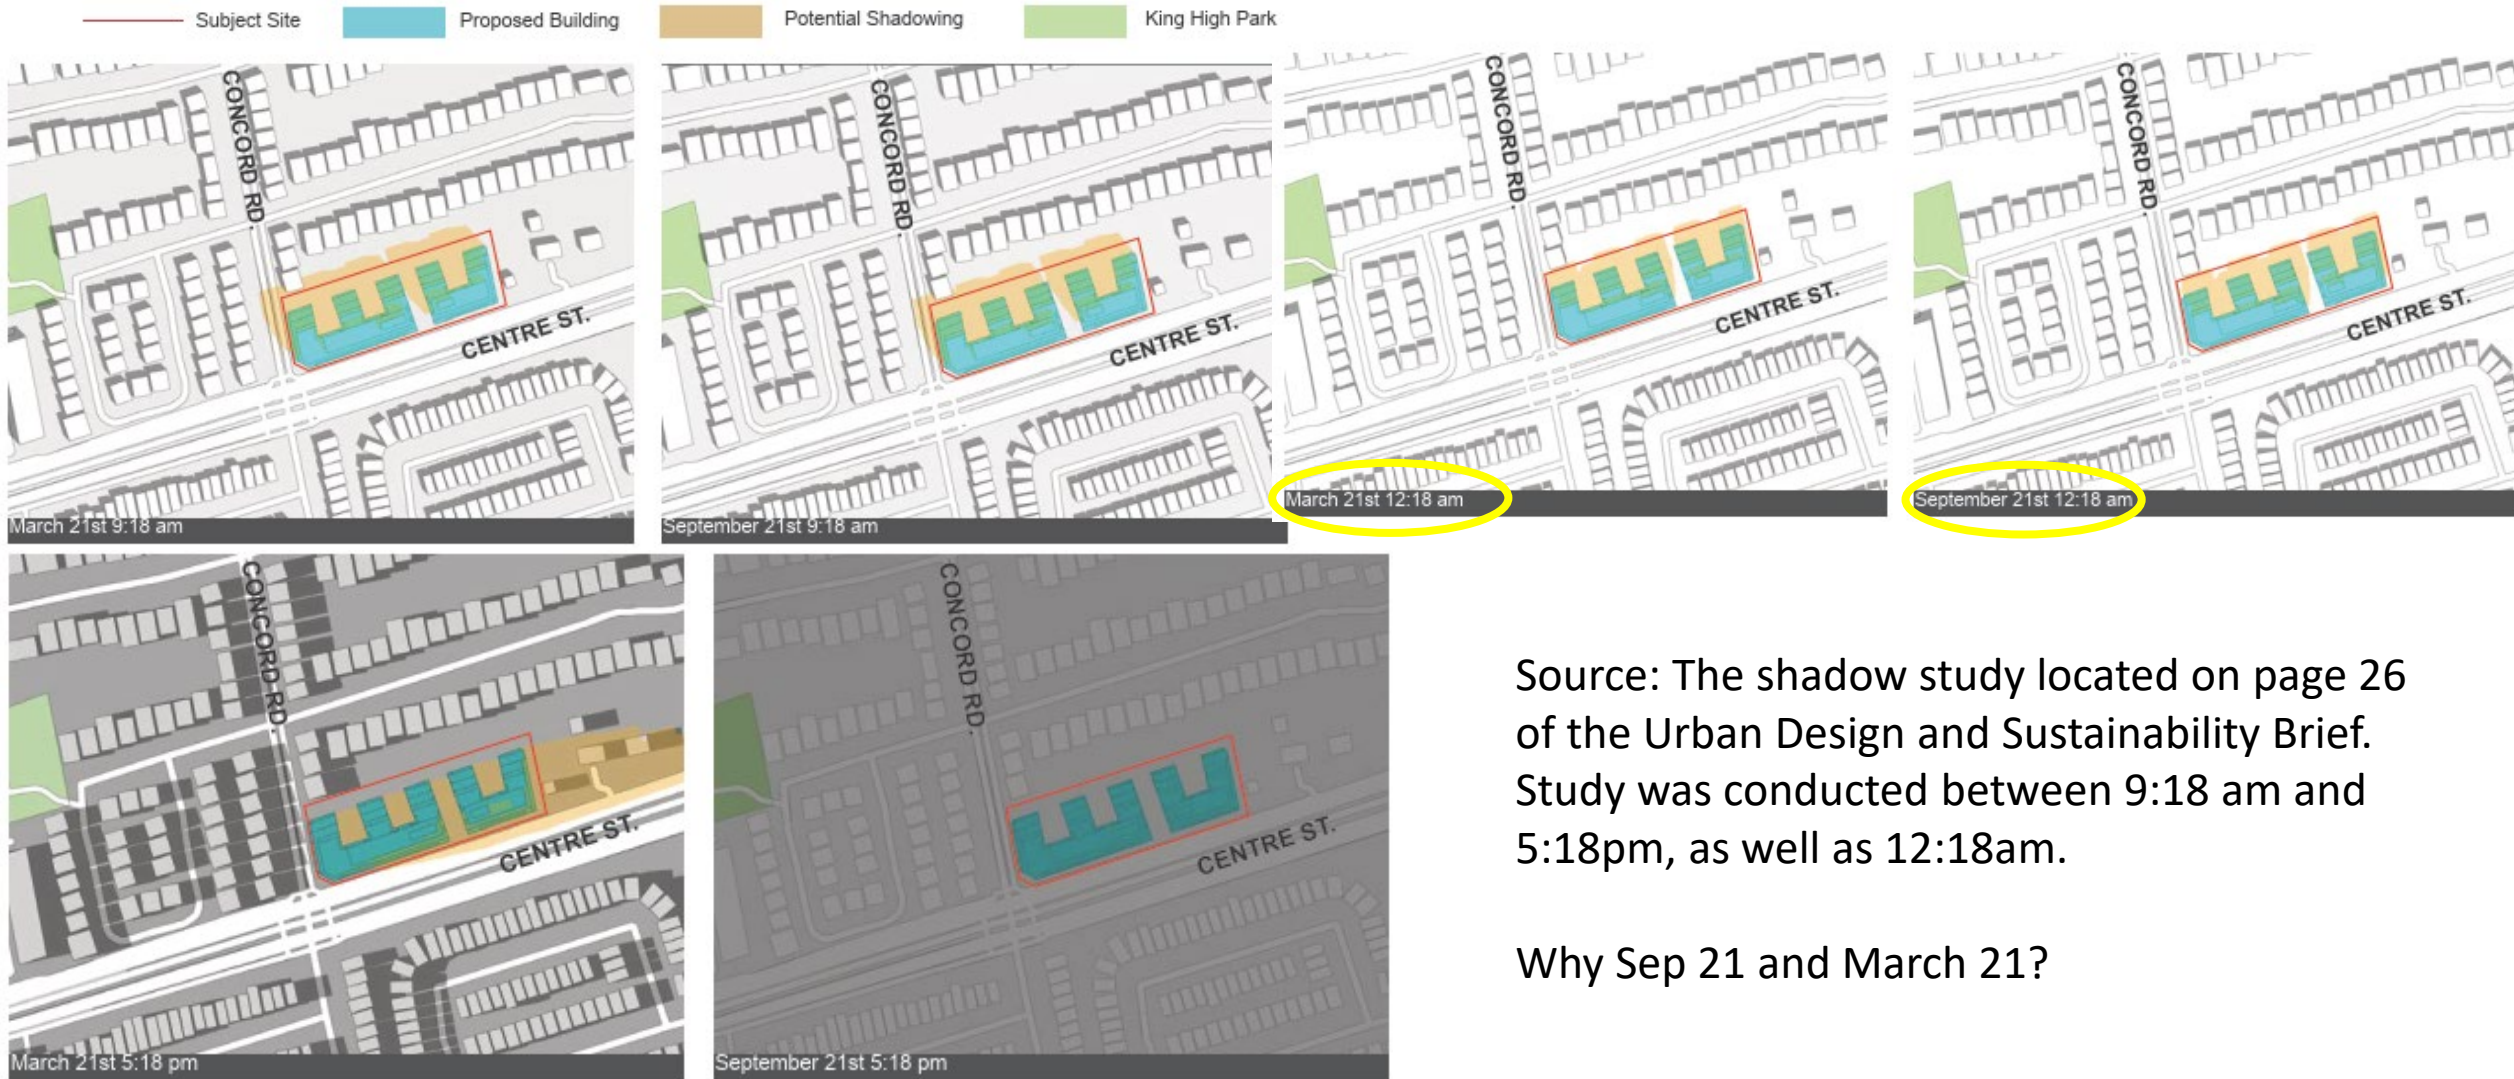 Subject Site
Proposed Building
Potential Shadowing
King High Park
CONCORD RD.
CENTRE ST.
March 21st 9:18 am
CONCORD RD.
CENTRE ST.
September 21st 9:18 am
CONCORD RD.
CENTRE ST.
March 21st 12:18 am
CONCORD RD.
CENTRE ST.
September 21st 12:18 am
CONCORD RD.
CENTRE ST.
March 21st 5:18 pm
CONCORD RD.
CENTRE ST.
September 21st 5:18 pm
Source: The shadow study located on page 26
of the Urban Design and Sustainability Brief.
Study was conducted between 9:18 am and
5:18pm, as well as 12:18am.
Why Sep 21 and March 21?